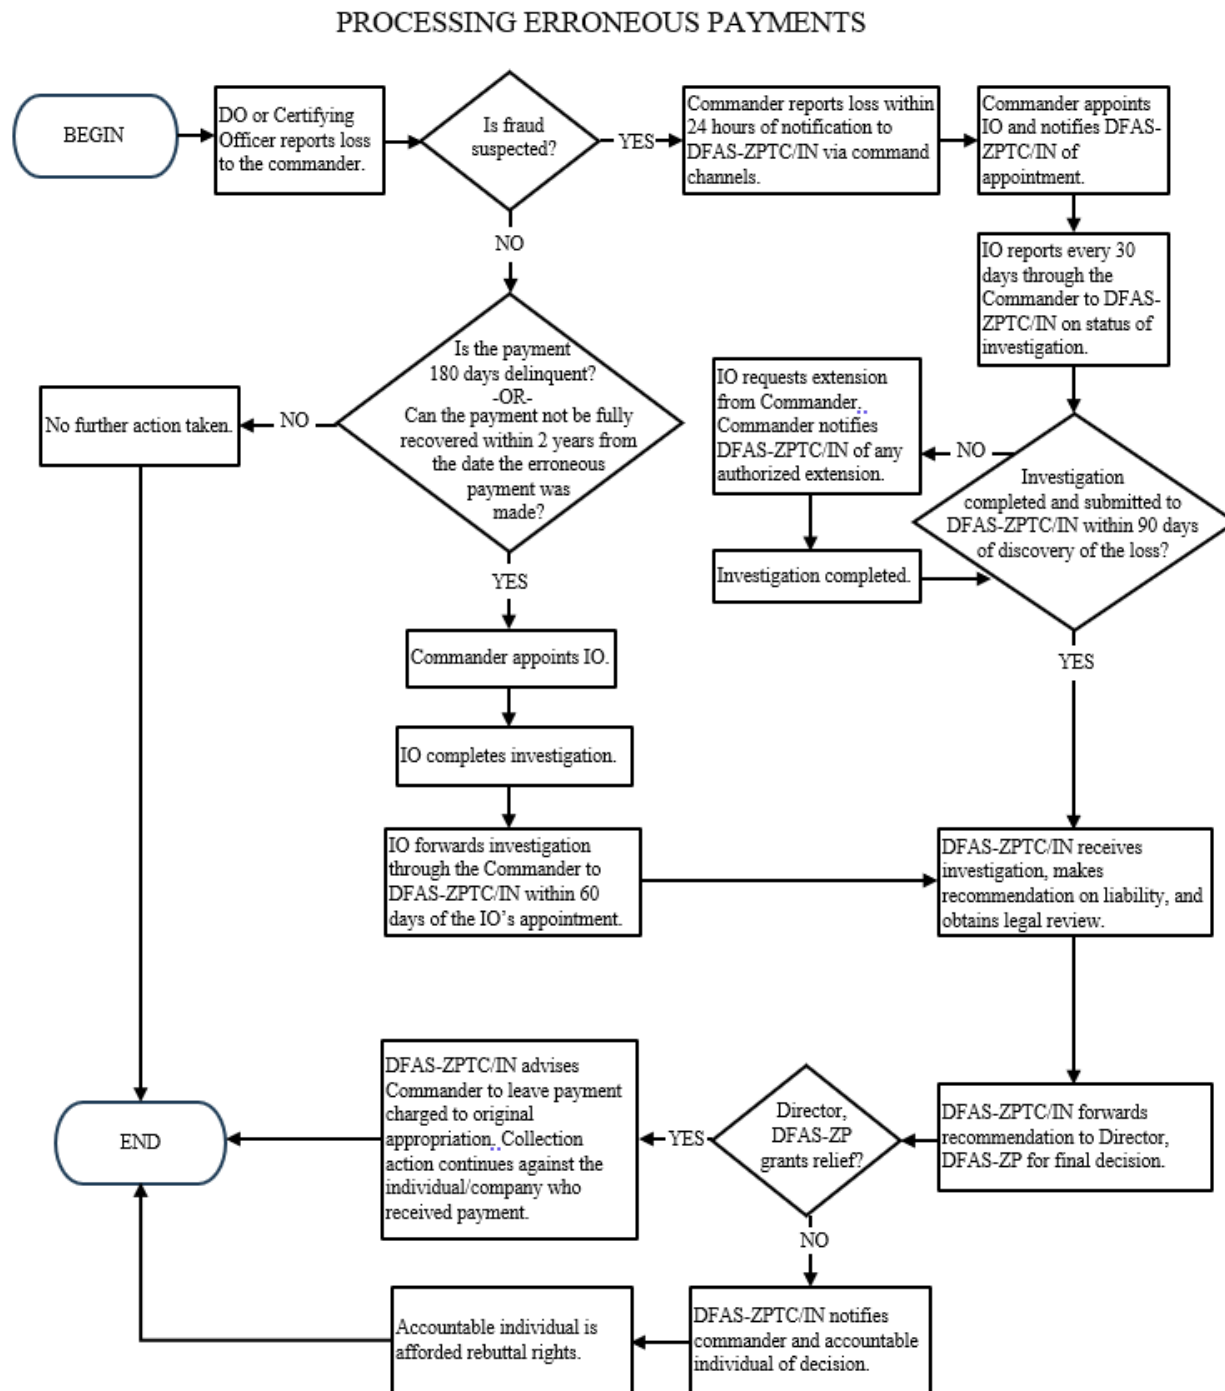 PROCESSING ERRONEOUS PAYMENTS
BEGIN
DO or Certifying
Officer reports loss
to the commander.
Is fraud
suspected?
YES
Commander reports loss within
24 hours of notification to
DFAS-ZPTC/IN via command
channels.
Commander appoints
IO and notifies DFAS-
ZPTC/IN of
appointment.
NO
IO reports every 30
days through the
Commander to DFAS-
ZPTC/IN on status of
investigation.
Is the payment
180 days delinquent?
-OR-
Can the payment not be fully
recovered within 2 years from
the date the erroneous
payment was
made?
NO
No further action taken.
IO requests extension
from Commander.
Commander notifies
DFAS-ZPTC/IN of any
authorized extension.
NO
Investigation
completed and submitted to
DFAS-ZPTC/IN within 90 days
of discovery of the loss?
Investigation completed.
YES
YES
Commander appoints IO.
IO completes investigation.
IO forwards investigation
through the Commander to
DFAS-ZPTC/IN within 60
days of the IO’s appointment.
DFAS-ZPTC/IN receives
investigation, makes
recommendation on liability, and
obtains legal review.
DFAS-ZPTC/IN forwards
recommendation to Director,
DFAS-ZP for final decision.
Director,
DFAS-ZP
grants relief?
YES
DFAS-ZPTC/IN advises
Commander to leave payment
charged to original
appropriation. Collection
action continues against the
individual/company who
received payment.
END
NO
DFAS-ZPTC/IN notifies
commander and accountable
individual of decision.
Accountable individual is
afforded rebuttal rights.